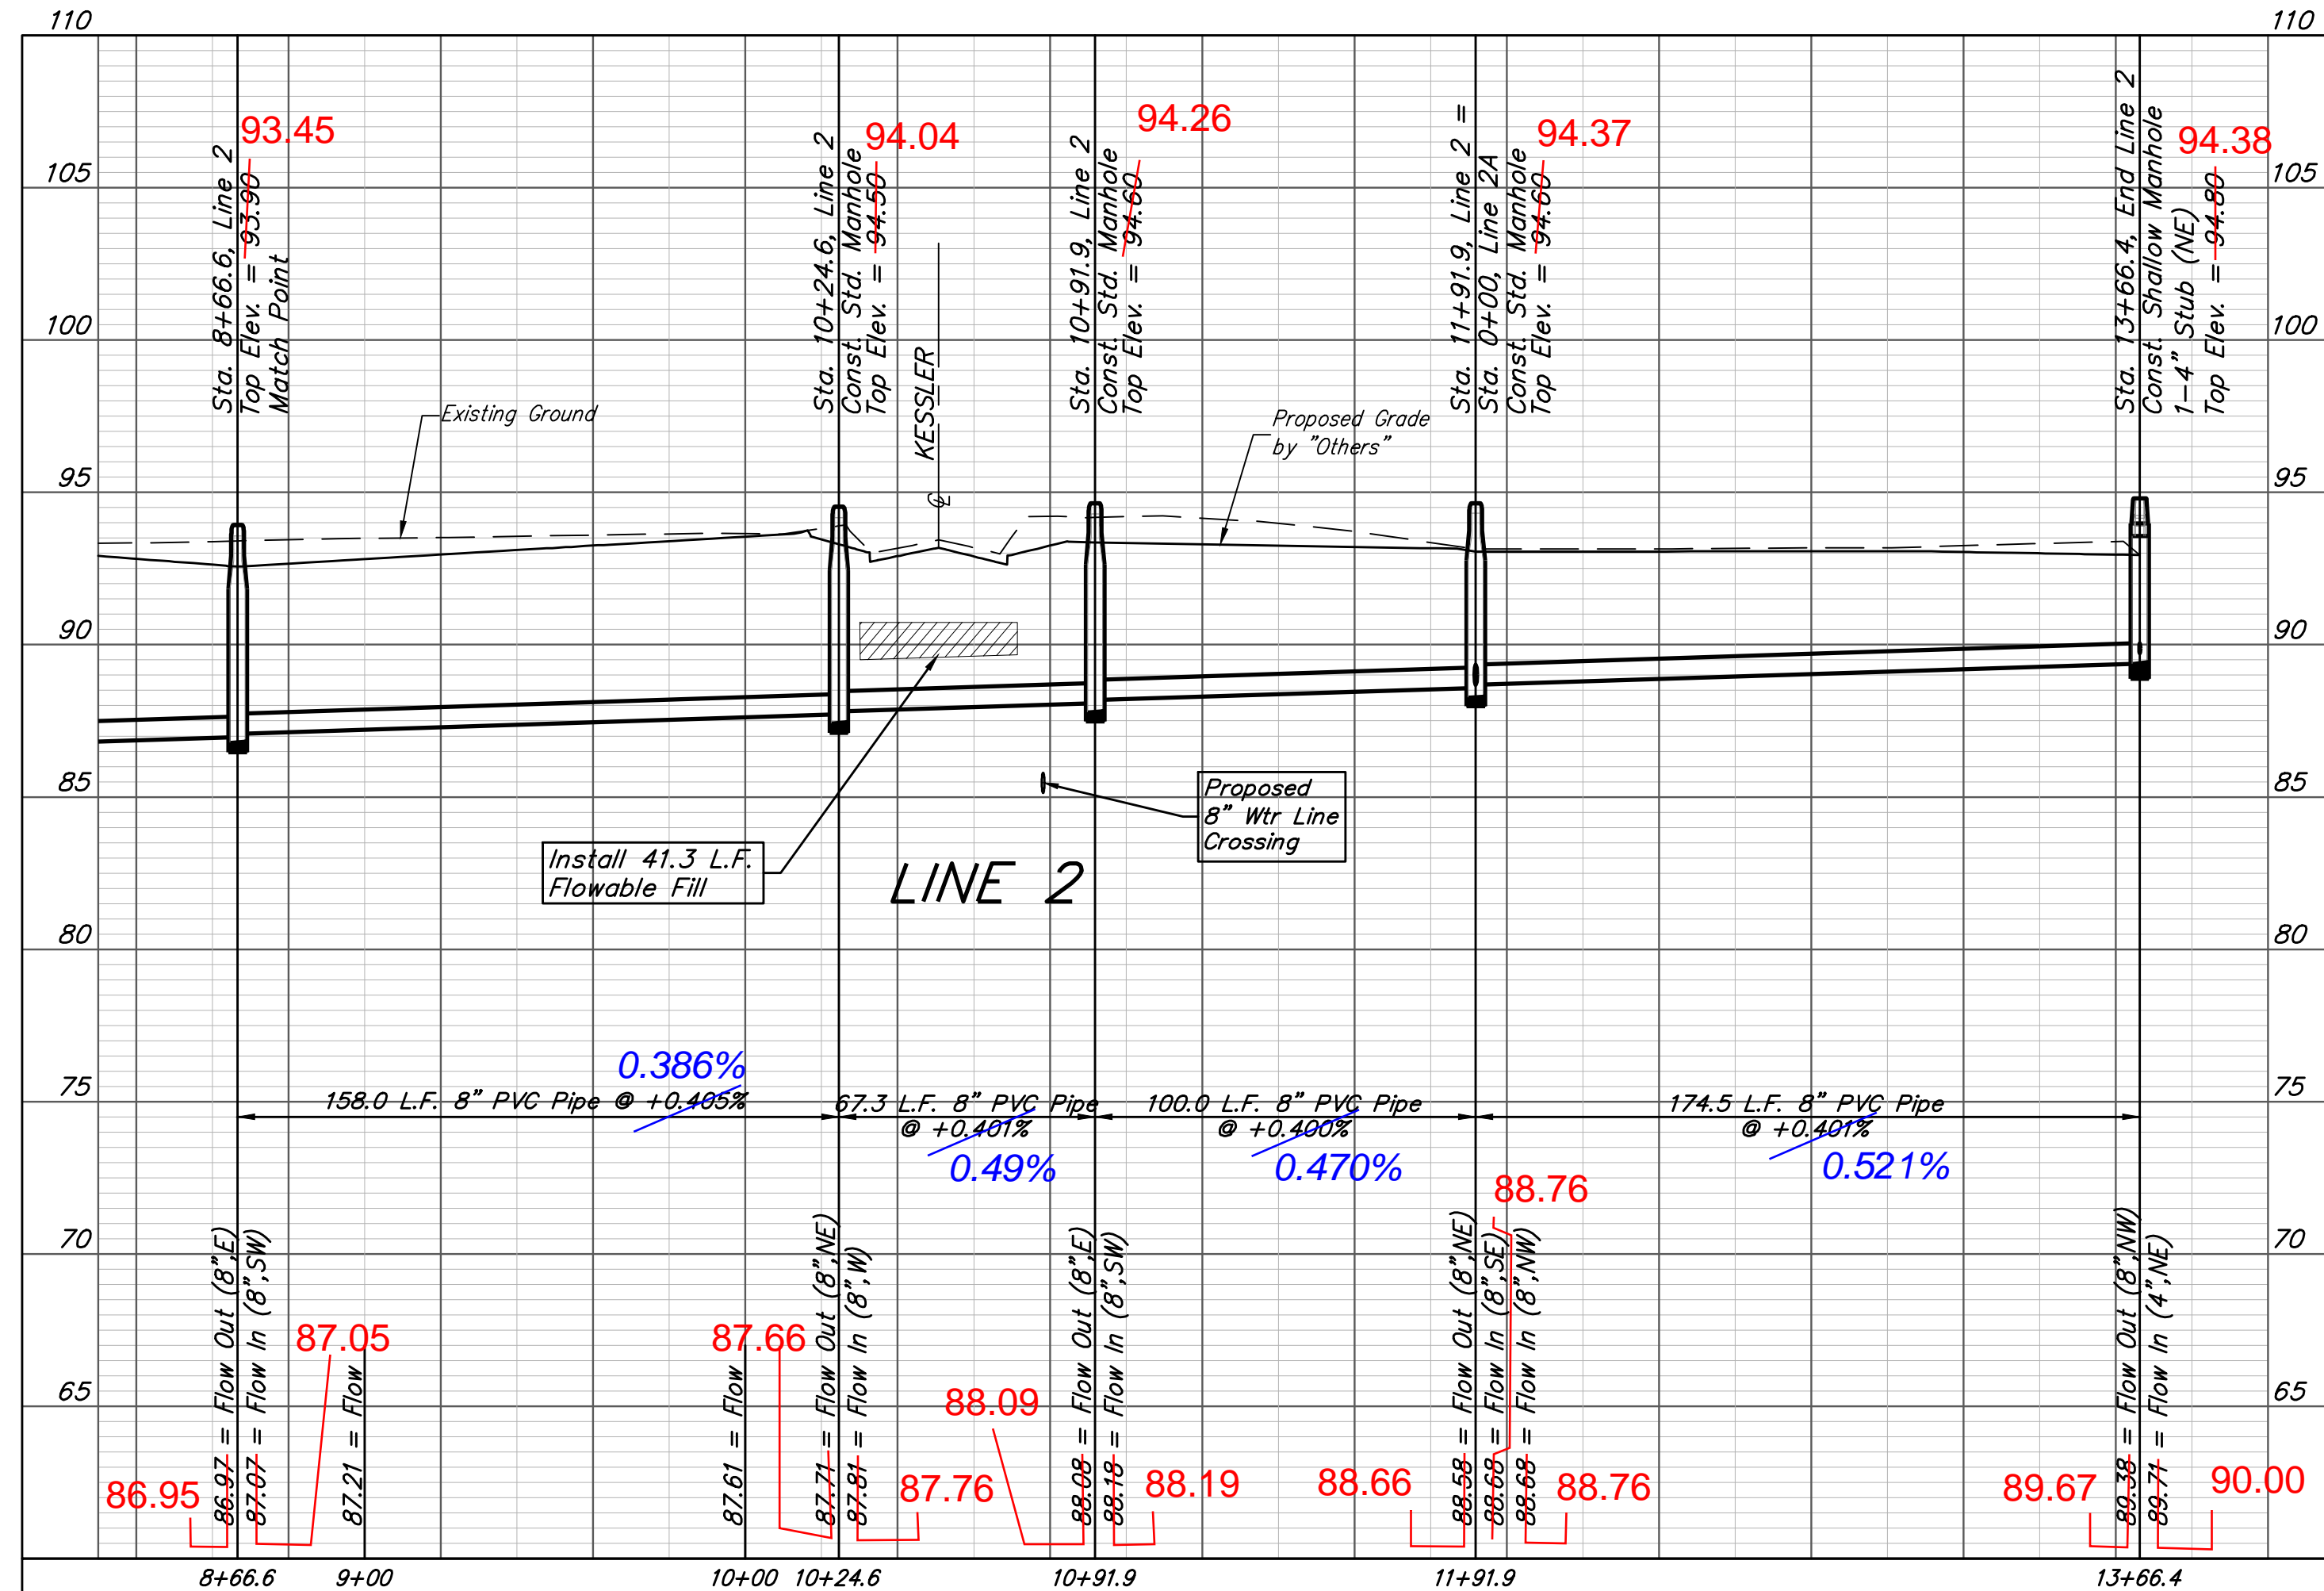 110
110
105
105
100
100
95
95
90
90
85
85
80
80
75
75
70
70
65
65
93.45
Sta. 8+66.6, Line 2
Top Elev. = 93.90
Match Point
94.04
Sta. 10+24.6, Line 2
Const. Std. Manhole
Top Elev. = 94.50
KESSLER
℄
94.26
Sta. 10+91.9, Line 2
Const. Std. Manhole
Top Elev. = 94.60
94.37
Sta. 11+91.9, Line 2 =
Sta. 0+00, Line 2A
Const. Std. Manhole
Top Elev. = 94.60
94.38
Sta. 13+66.4, End Line 2
Const. Shallow Manhole
1-4" Stub (NE)
Top Elev. = 94.80
Existing Ground
Proposed Grade
by "Others"
Proposed
8" Wtr Line
Crossing
Install 41.3 L.F.
Flowable Fill
LINE 2
0.386%
158.0 L.F. 8" PVC Pipe @ +0.405%
67.3 L.F. 8" PVC Pipe
@ +0.401%
0.49%
100.0 L.F. 8" PVC Pipe
@ +0.400%
0.470%
174.5 L.F. 8" PVC Pipe
@ +0.401%
0.521%
86.97 = Flow Out (8",E)
87.07 = Flow In (8",SW)
86.95
87.05
87.21 = Flow
87.61 = Flow
87.66
87.71 = Flow Out (8",NE)
87.81 = Flow In (8",W)
87.76
88.09
88.08 = Flow Out (8",E)
88.18 = Flow In (8",SW)
88.19
88.66
88.58 = Flow Out (8",NE)
88.68 = Flow In (8",SE)
88.68 = Flow In (8",NW)
88.76
88.76
89.67
89.38 = Flow Out (8",NW)
89.71 = Flow In (4",NE)
90.00
8+66.6
9+00
10+00
10+24.6
10+91.9
11+91.9
13+66.4